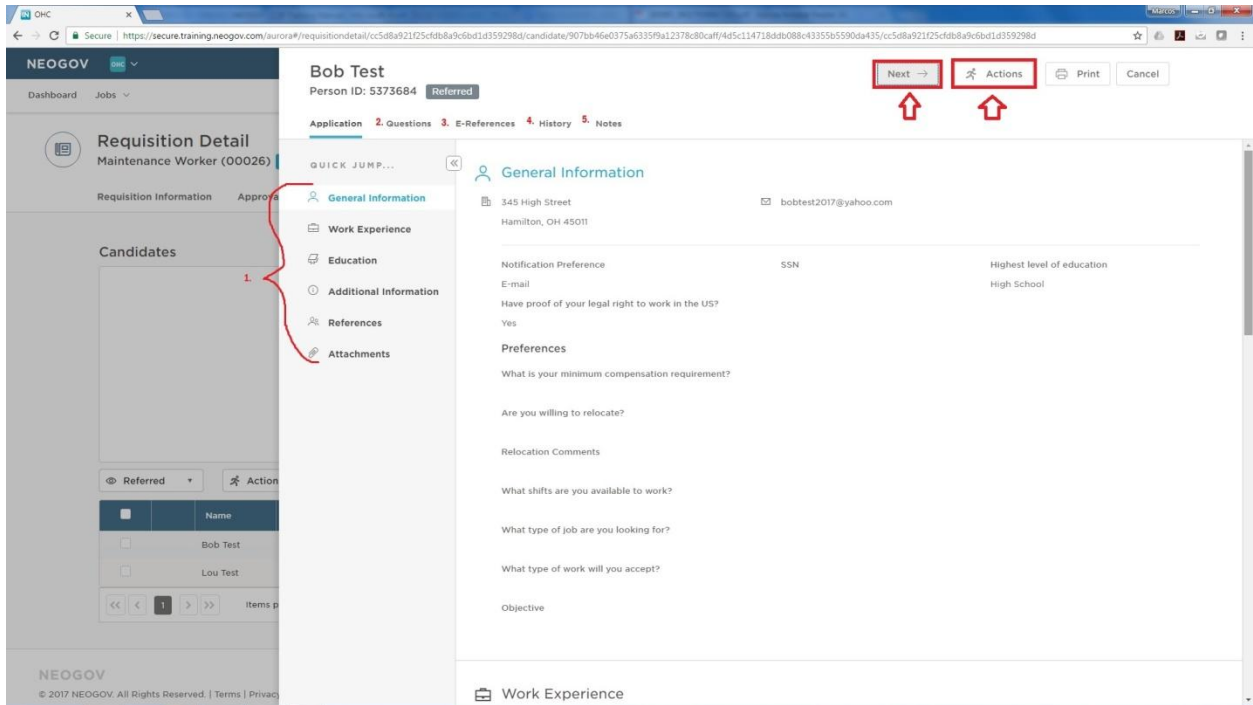 OHC
Marcos
Secure | https://secure.training.neogov.com/aurora#/requisitiondetail/cc5d8a921f25cfdb8a9c6bd1d359298d/candidate/907bb46e0375a6335f9a12378c80caff/4d5c114718ddb088c43355b5590da435/cc5d8a921f25cfdb8a9c6bd1d359298d
NEOGOV OHC
Dashboard Jobs
Requisition Detail
Maintenance Worker (00026)
Requisition Information Approva
Candidates
Referred Action
Name
Bob Test
Lou Test
<< < 1 > >> Items p
NEOGOV
© 2017 NEOGOV. All Rights Reserved. | Terms | Privacy
Bob Test
Person ID: 5373684 Referred
Next → Actions Print Cancel
Application 2. Questions 3. E-References 4. History 5. Notes
QUICK JUMP...
1.
General Information
Work Experience
Education
Additional Information
References
Attachments
General Information
345 High Street bobtest2017@yahoo.com
Hamilton, OH 45011
Notification Preference SSN Highest level of education
E-mail High School
Have proof of your legal right to work in the US?
Yes
Preferences
What is your minimum compensation requirement?
Are you willing to relocate?
Relocation Comments
What shifts are you available to work?
What type of job are you looking for?
What type of work will you accept?
Objective
Work Experience